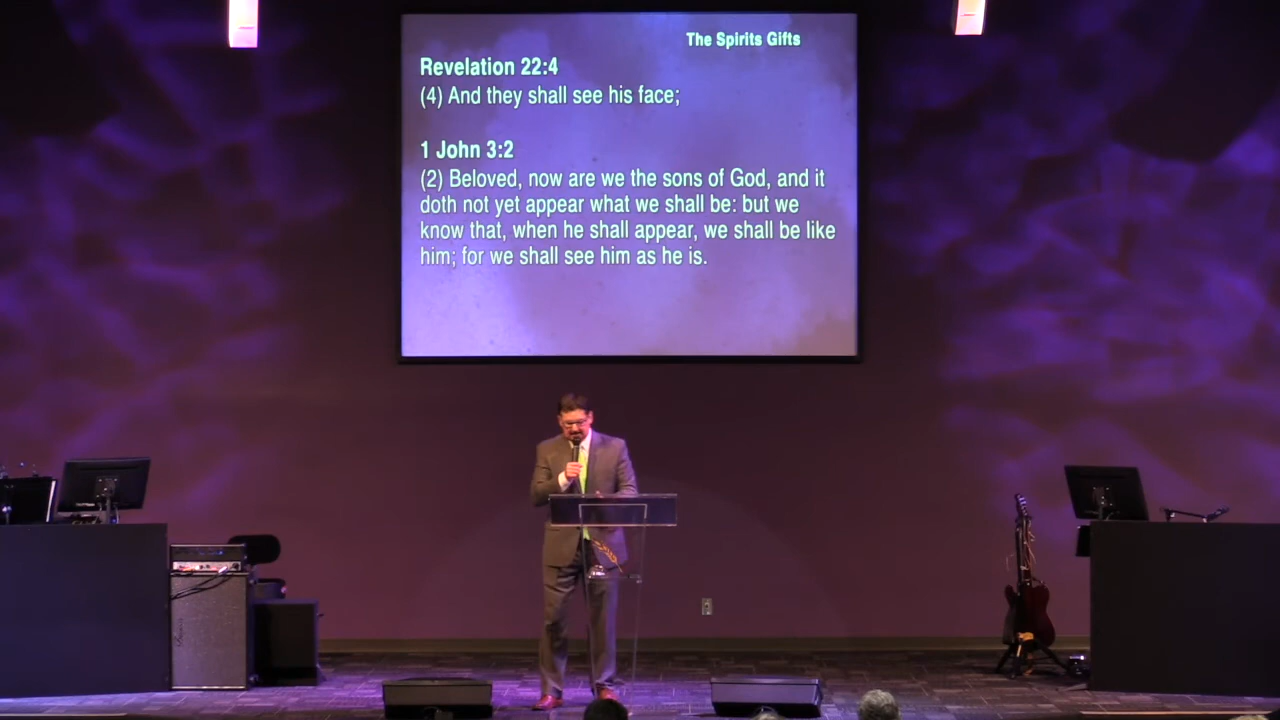 The Spirits Gifts
Revelation 22:4
(4) And they shall see his face;
1 John 3:2
(2) Beloved, now are we the sons of God, and it
doth not yet appear what we shall be: but we
know that, when he shall appear, we shall be like
him; for we shall see him as he is.